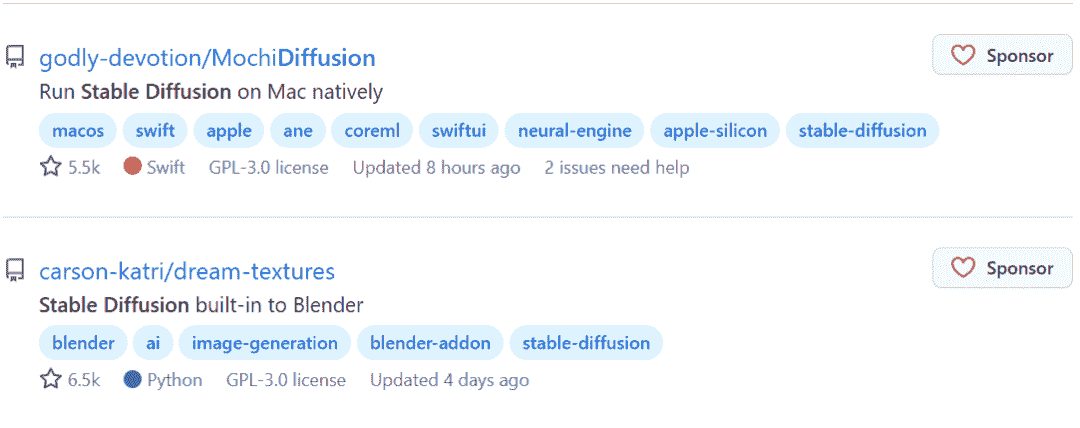 godly-devotion/MochiDiffusion
Sponsor
Run Stable Diffusion on Mac natively
macos swift apple ane coreml swiftui neural-engine apple-silicon stable-diffusion
5.5k Swift GPL-3.0 license Updated 8 hours ago 2 issues need help
carson-katri/dream-textures
Sponsor
Stable Diffusion built-in to Blender
blender ai image-generation blender-addon stable-diffusion
6.5k Python GPL-3.0 license Updated 4 days ago